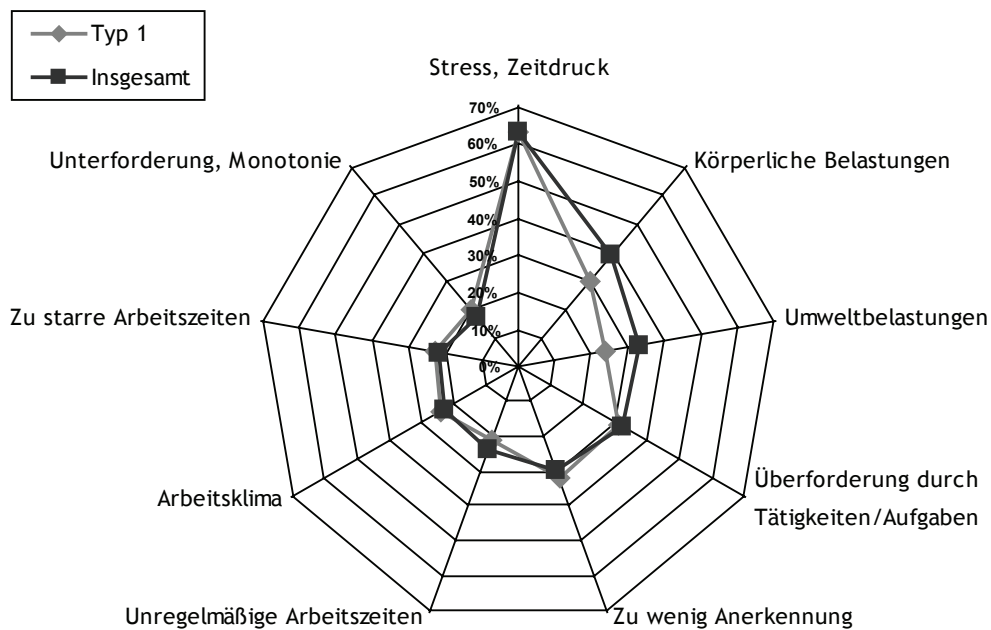 Typ 1
Insgesamt
Stress, Zeitdruck
Körperliche Belastungen
Umweltbelastungen
Überforderung durch
Tätigkeiten/Aufgaben
Zu wenig Anerkennung
Unregelmäßige Arbeitszeiten
Arbeitsklima
Zu starre Arbeitszeiten
Unterforderung, Monotonie
70%
60%
50%
40%
30%
20%
10%
0%